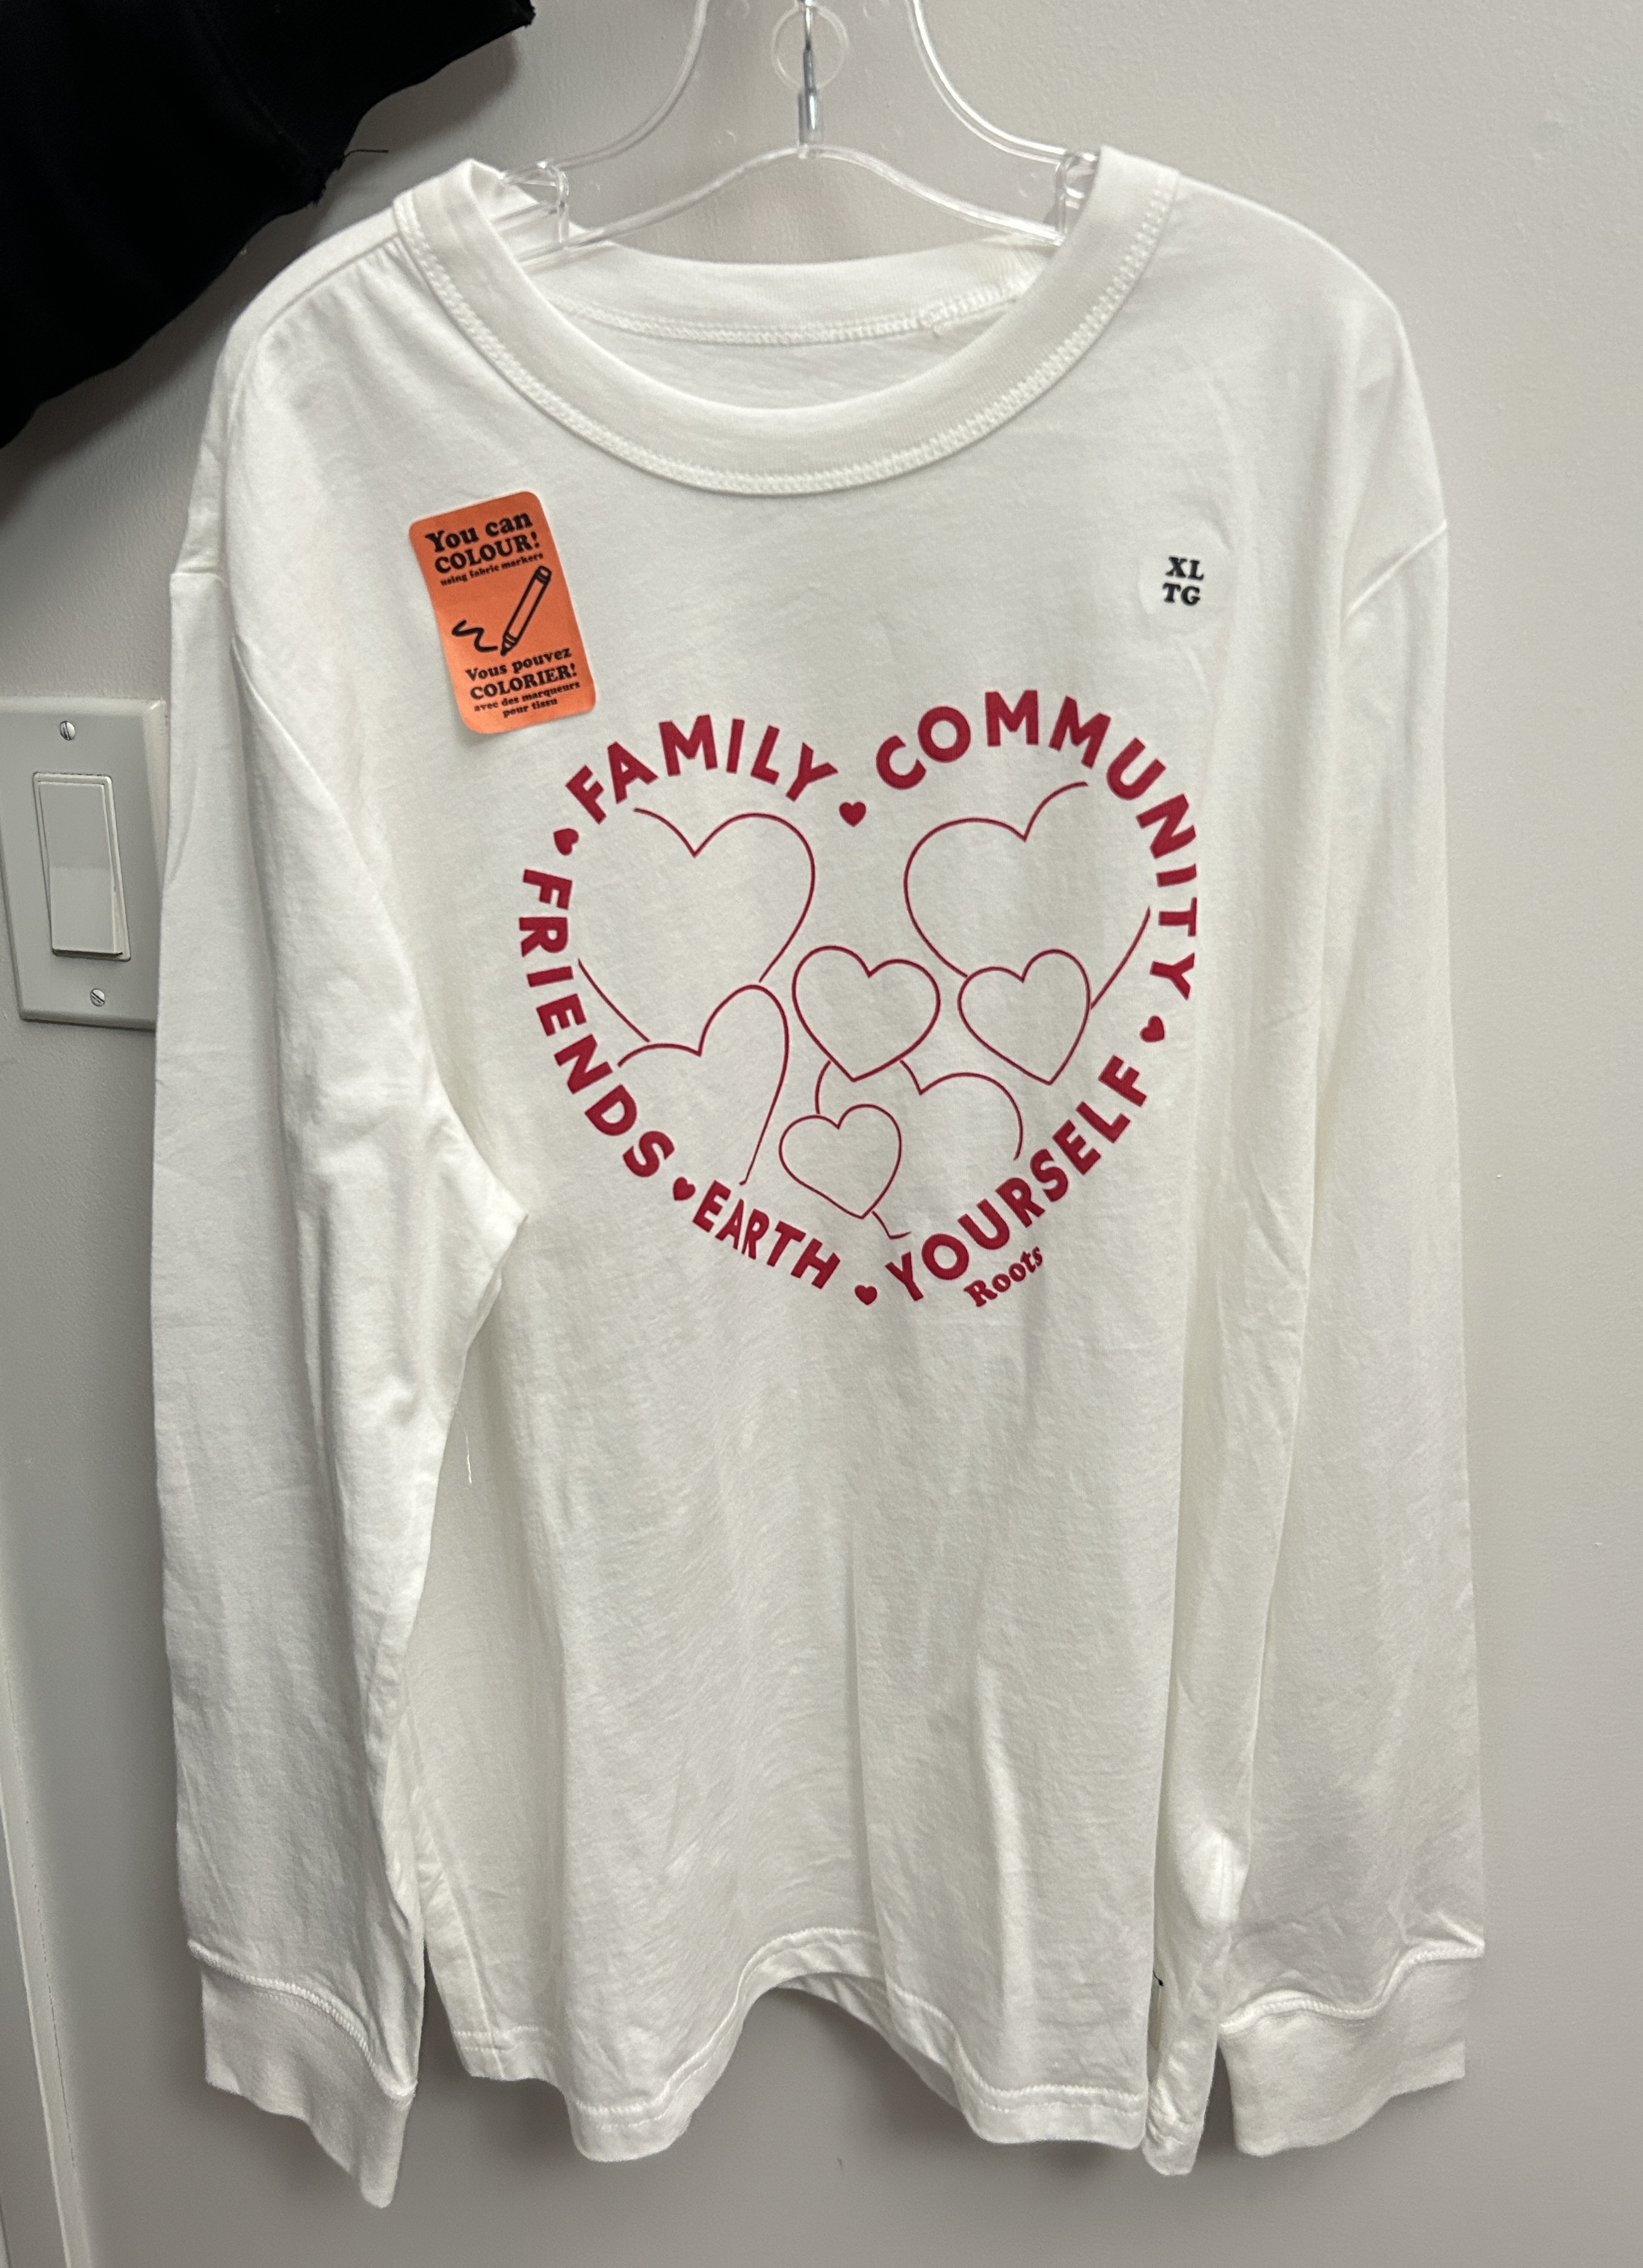 You can
COLOUR!
using fabric markers
Vous pouvez
COLORIER!
avec des marqueurs
pour tissu
XL
TG
FAMILY
COMMUNITY
FRIENDS
EARTH
YOURSELF
Roots